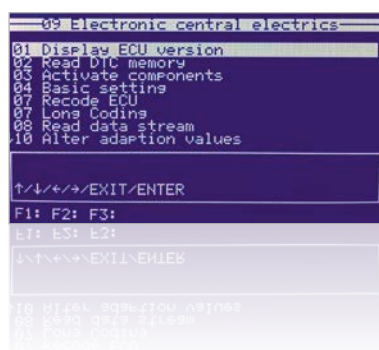 09 Electronic central electrics
01 Display ECU version
02 Read DTC memory
03 Activate components
04 Basic setting
07 Recode ECU
07 Long Coding
08 Read data stream
↓10 Alter adaption values
↑/↓/←/→/EXIT/ENTER
F1: F2: F3: